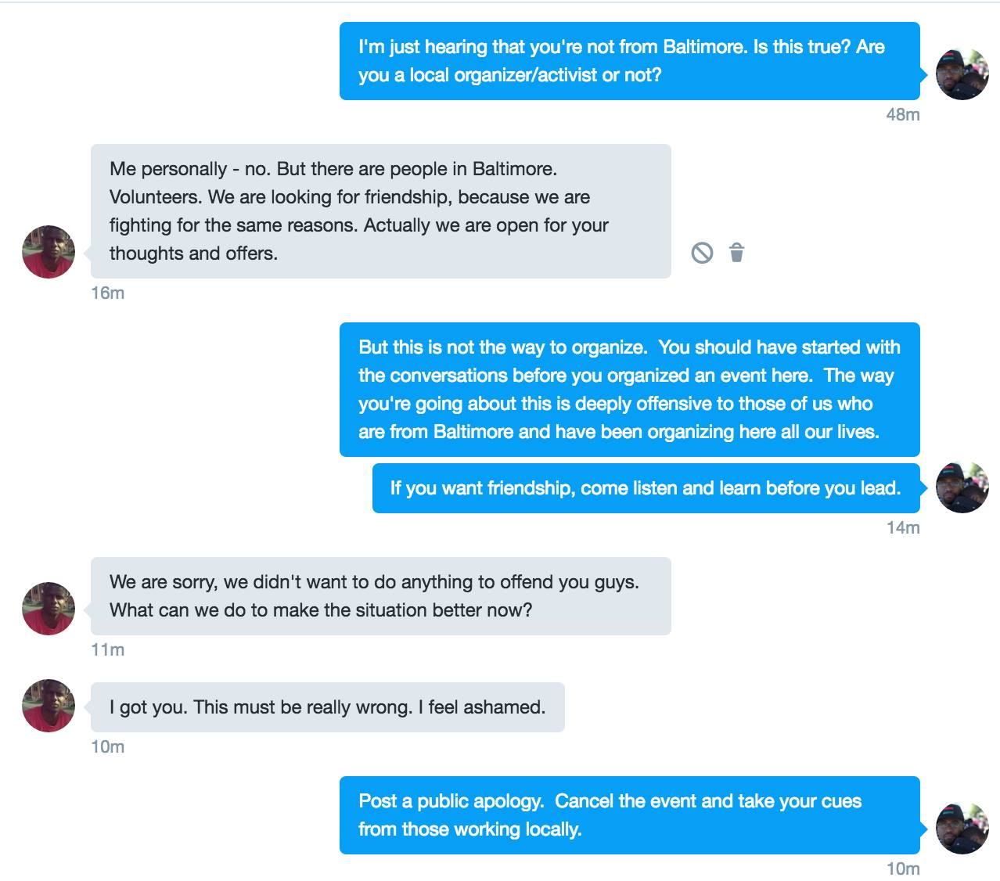 I'm just hearing that you're not from Baltimore. Is this true? Are
you a local organizer/activist or not?
48m
Me personally - no. But there are people in Baltimore.
Volunteers. We are looking for friendship, because we are
fighting for the same reasons. Actually we are open for your
thoughts and offers.
16m
But this is not the way to organize.  You should have started with
the conversations before you organized an event here.  The way
you're going about this is deeply offensive to those of us who
are from Baltimore and have been organizing here all our lives.
If you want friendship, come listen and learn before you lead.
14m
We are sorry, we didn't want to do anything to offend you guys.
What can we do to make the situation better now?
11m
I got you. This must be really wrong. I feel ashamed.
10m
Post a public apology.  Cancel the event and take your cues
from those working locally.
10m